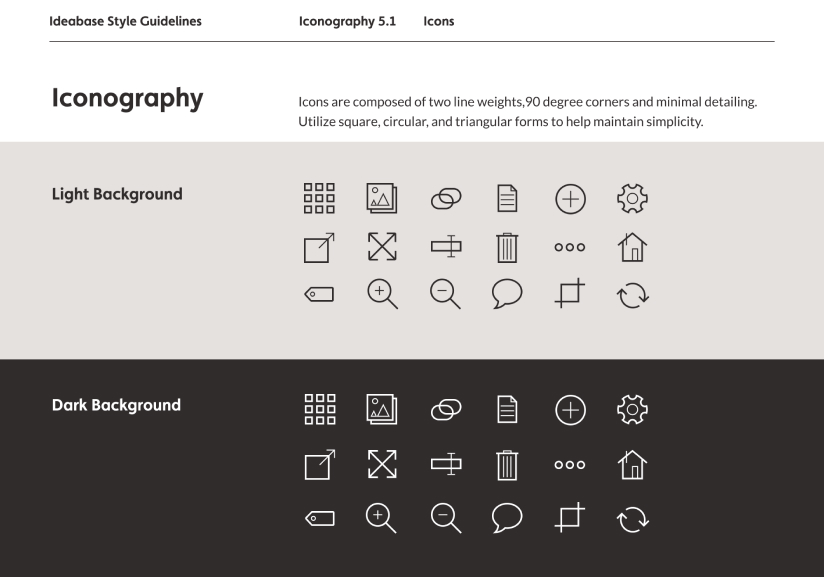 Ideabase Style Guidelines
Iconography 5.1
Icons
Iconography
Icons are composed of two line weights,90 degree corners and minimal detailing.
Utilize square, circular, and triangular forms to help maintain simplicity.
Light Background
Dark Background